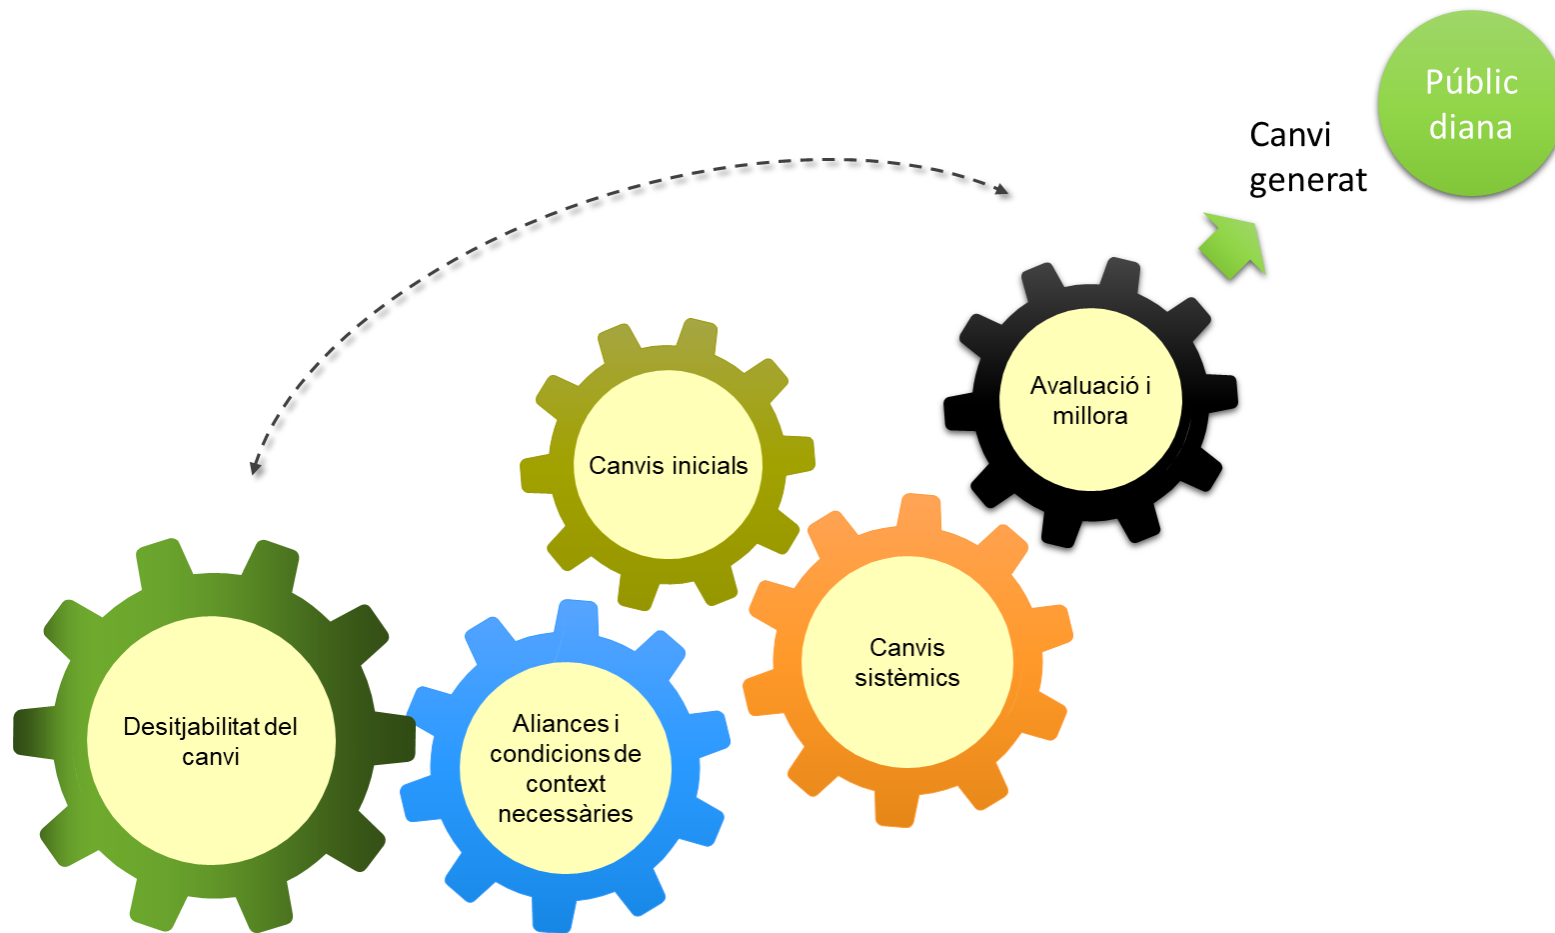 Públic
diana
Canvi
generat
Avaluació i
millora
Canvis inicials
Canvis
sistèmics
Desitjabilitat del
canvi
Aliances i
condicions de
context
necessàries